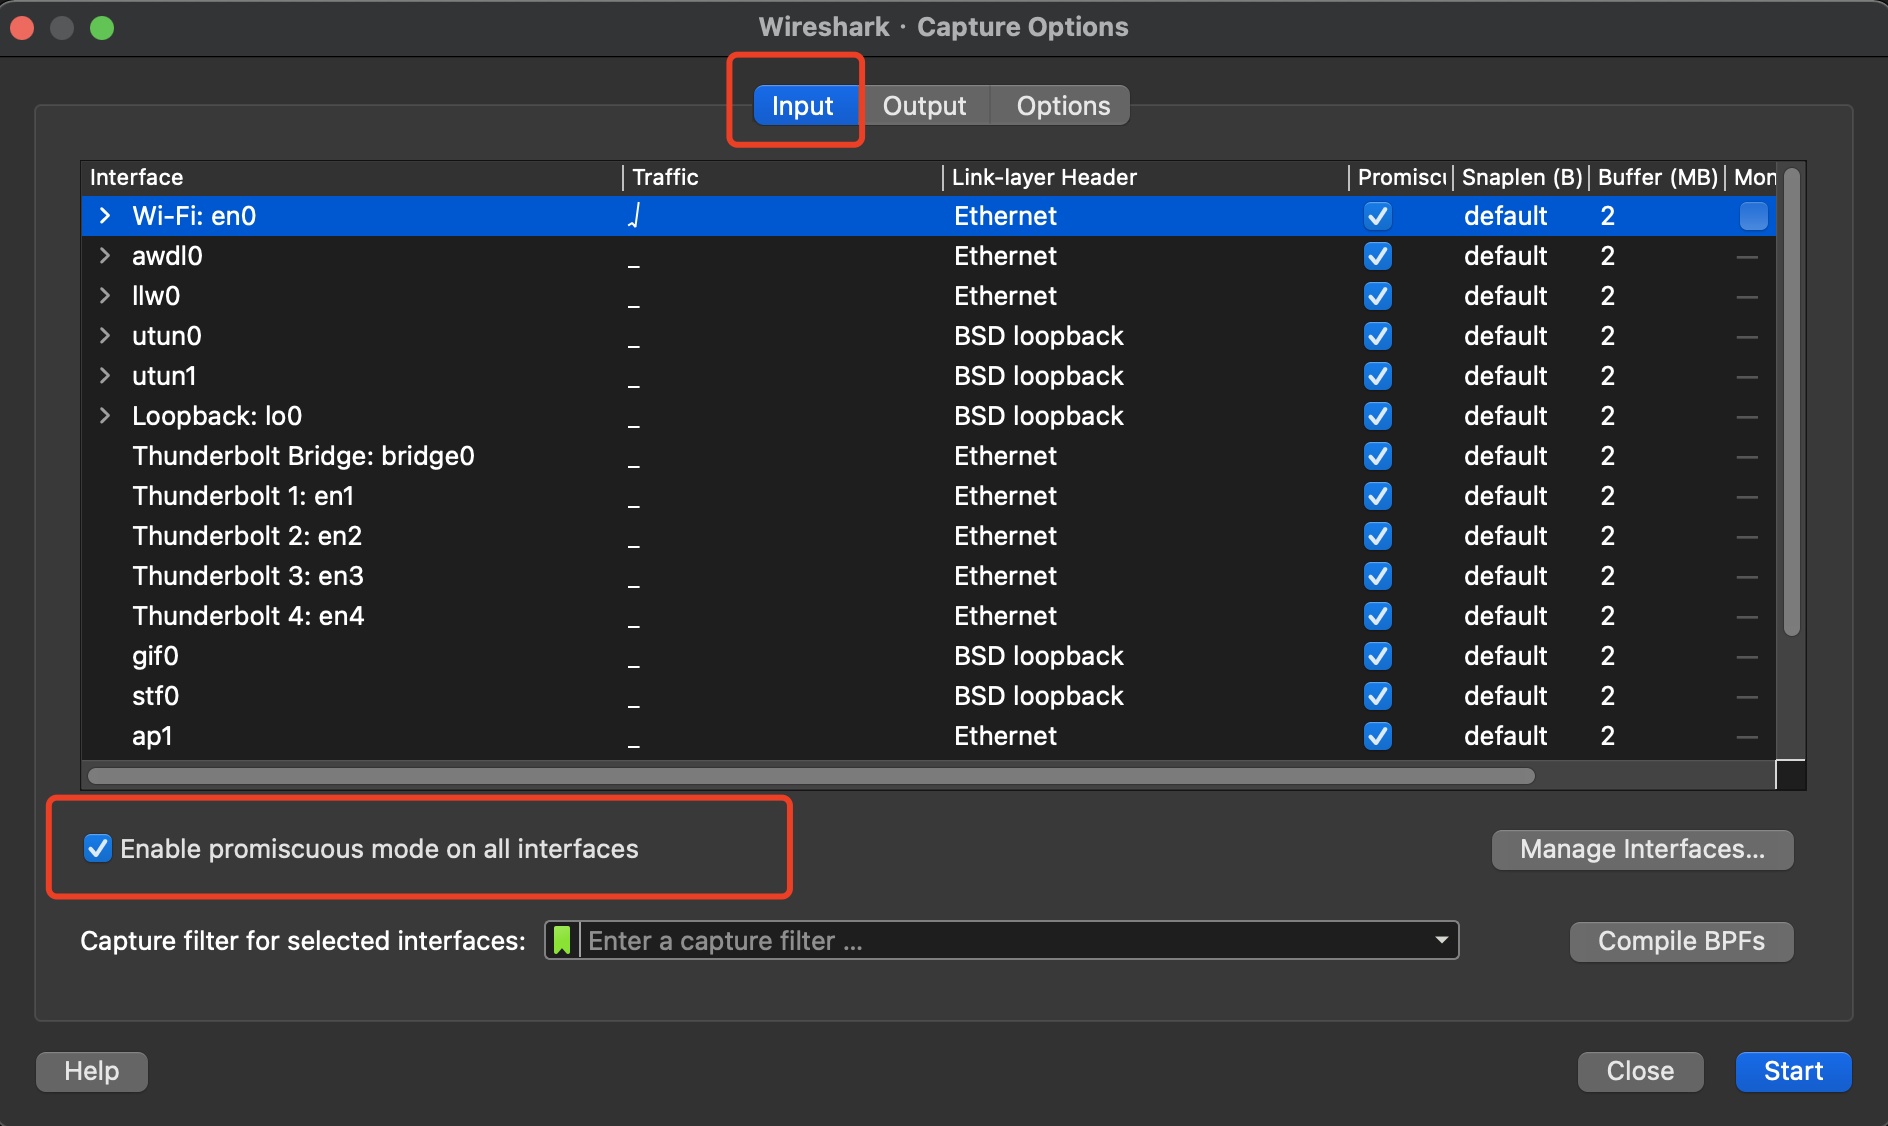 Wireshark · Capture Options
Input Output Options
Interface Traffic Link-layer Header Promiscu Snaplen (B) Buffer (MB) Mon
Wi-Fi: en0 Ethernet default 2
awdl0 _ Ethernet default 2 —
llw0 _ Ethernet default 2 —
utun0 _ BSD loopback default 2 —
utun1 _ BSD loopback default 2 —
Loopback: lo0 _ BSD loopback default 2 —
Thunderbolt Bridge: bridge0 _ Ethernet default 2 —
Thunderbolt 1: en1 _ Ethernet default 2 —
Thunderbolt 2: en2 _ Ethernet default 2 —
Thunderbolt 3: en3 _ Ethernet default 2 —
Thunderbolt 4: en4 _ Ethernet default 2 —
gif0 _ BSD loopback default 2 —
stf0 _ BSD loopback default 2 —
ap1 _ Ethernet default 2 —
Enable promiscuous mode on all interfaces Manage Interfaces...
Capture filter for selected interfaces: Enter a capture filter ... Compile BPFs
Help Close Start